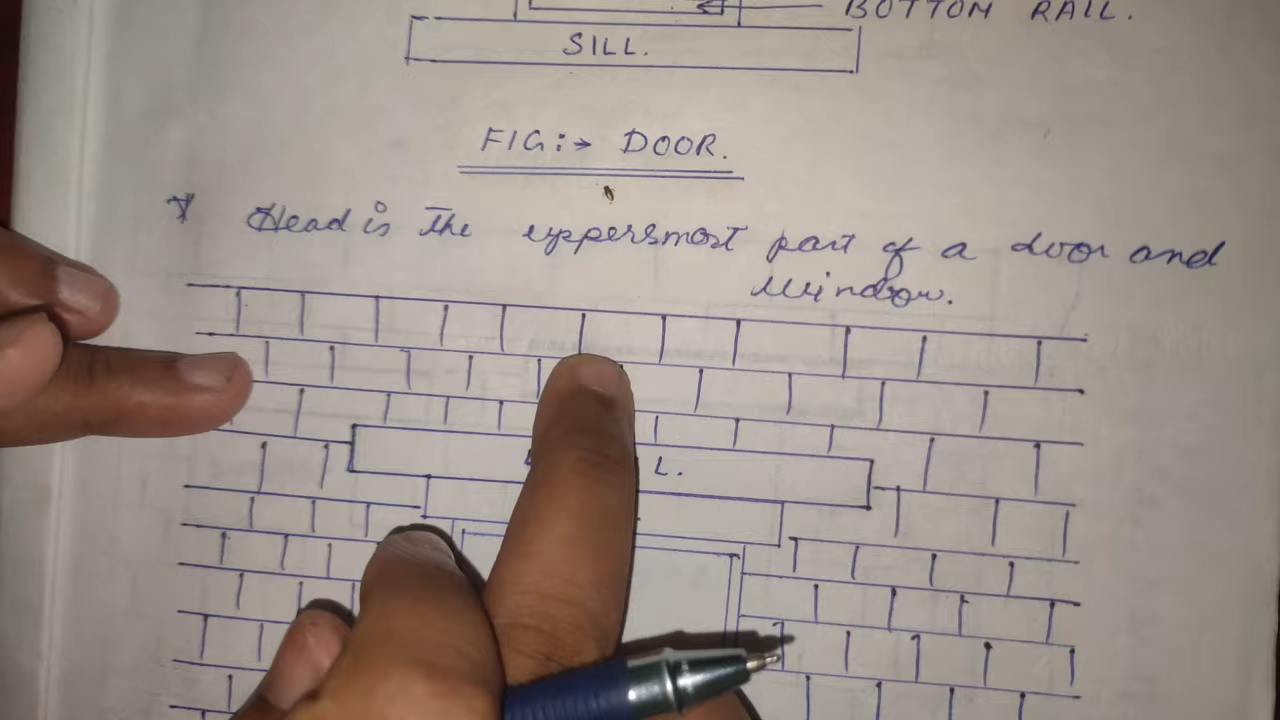 BOTTOM RAIL.
SILL.
FIG:→ DOOR.
* Head is the uppersmost part of a door and
window.
L.